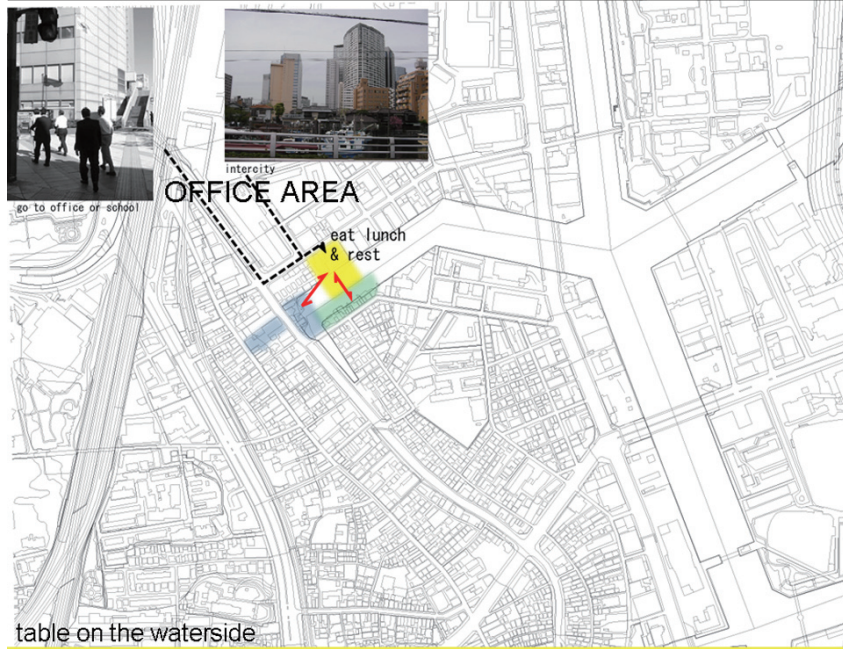 intercity
OFFICE AREA
go to office or school
eat lunch
& rest
table on the waterside